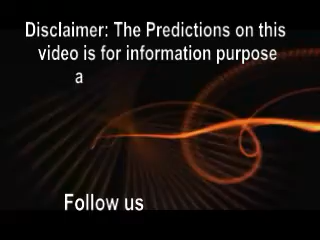 Disclaimer: The Predictions on this
video is for information purpose
a
Follow us